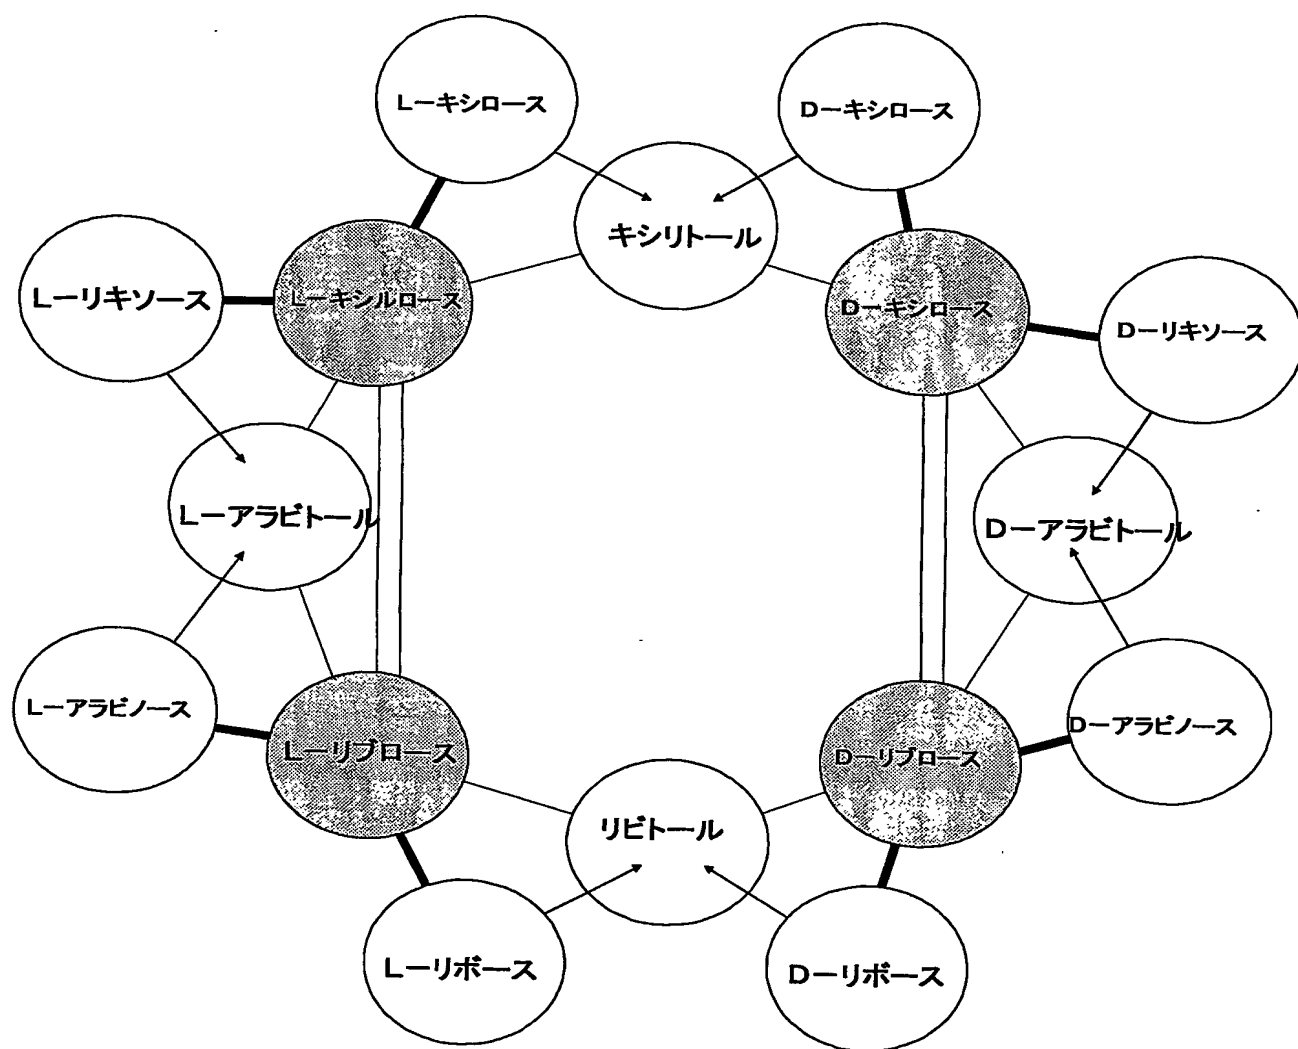 L－キシロース
D－キシロース
キシリトール
L－リキソース
L－キシルロース
D－キシロース
D－リキソース
L－アラビトール
D－アラビトール
L－アラビノース
L－リブロース
D－リブロース
D－アラビノース
リビトール
L－リボース
D－リボース